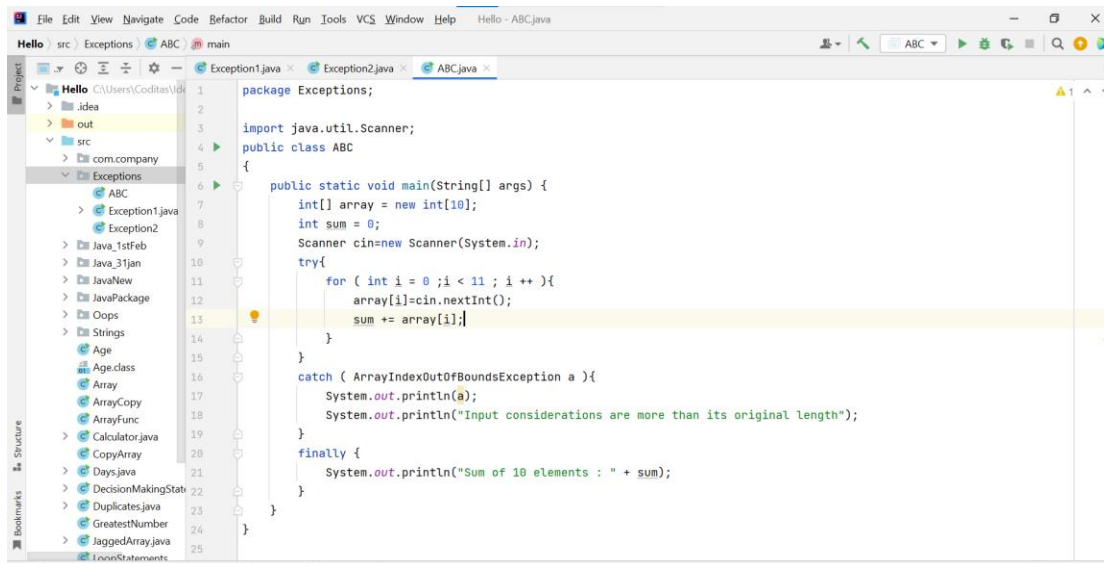 File Edit View Navigate Code Refactor Build Run Tools VCS Window Help Hello - ABC.java
Hello src Exceptions ABC main ABC
Project Exception1.java Exception2.java ABC.java
Hello C:\Users\Coditas\Ide
.idea
out
src
com.company
Exceptions
ABC
Exception1.java
Exception2
Java_1stFeb
Java_31jan
JavaNew
JavaPackage
Oops
Strings
Age
Age.class
Array
ArrayCopy
ArrayFunc
Calculator.java
CopyArray
Days.java
DecisionMakingState
Duplicates.java
GreatestNumber
JaggedArray.java
LoopStatements
Structure
Bookmarks
1 package Exceptions;
2
3 import java.util.Scanner;
4 public class ABC
5 {
6 public static void main(String[] args) {
7 int[] array = new int[10];
8 int sum = 0;
9 Scanner cin=new Scanner(System.in);
10 try{
11 for ( int i = 0 ;i < 11 ; i ++ ){
12 array[i]=cin.nextInt();
13 sum += array[i];
14 }
15 }
16 catch ( ArrayIndexOutOfBoundsException a ){
17 System.out.println(a);
18 System.out.println("Input considerations are more than its original length");
19 }
20 finally {
21 System.out.println("Sum of 10 elements : " + sum);
22 }
23 }
24 }
25
1